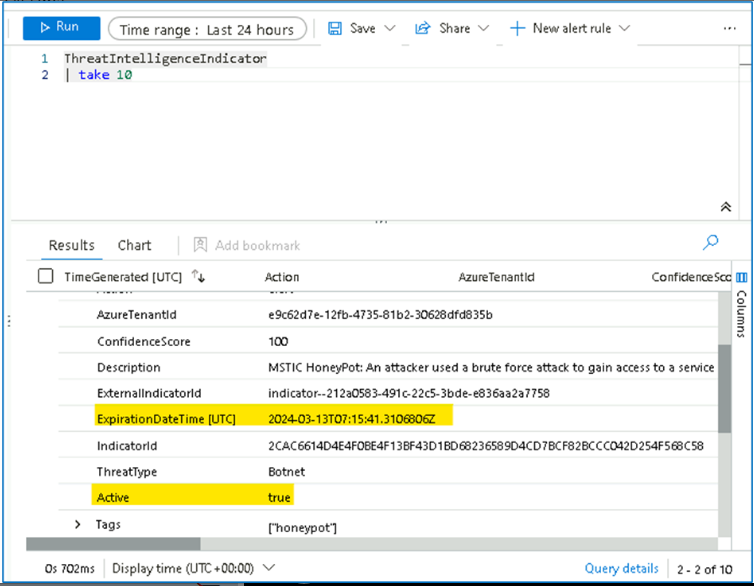 Run
Time range : Last 24 hours
Save
Share
New alert rule
...
1 ThreatIntelligenceIndicator
2 | take 10
Results
Chart
Add bookmark
TimeGenerated [UTC] Action AzureTenantId ConfidenceSco
Columns
AzureTenantId e9c62d7e-12fb-4735-81b2-30628dfd835b
ConfidenceScore 100
Description MSTIC HoneyPot: An attacker used a brute force attack to gain access to a service
ExternalIndicatorId indicator--212a0583-491c-22c5-3bde-e836aa2a7758
ExpirationDateTime [UTC] 2024-03-13T07:15:41.3106806Z
IndicatorId 2CAC6614D4E4F0BE4F13BF43D1BD68236589D4CD7BCF82BCCC042D254F568C58
ThreatType Botnet
Active true
Tags ["honeypot"]
0s 702ms
Display time (UTC+00:00)
Query details
2 - 2 of 10